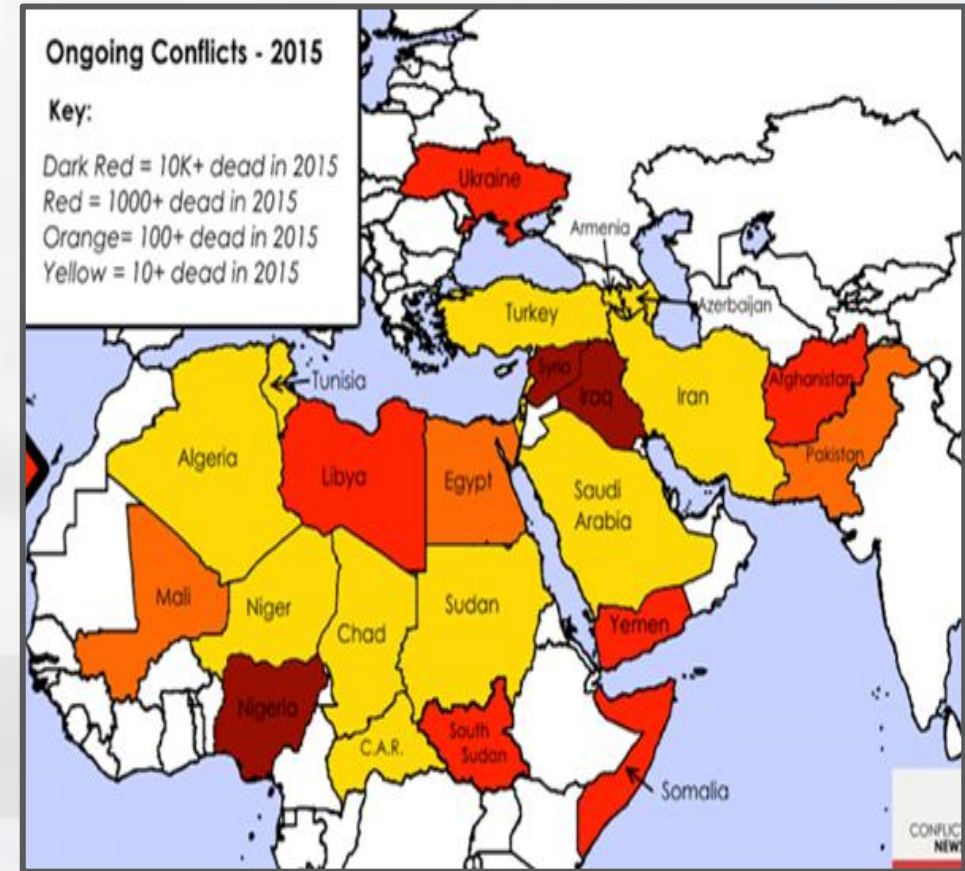 Ongoing Conflicts - 2015
Key:
Dark Red = 10K+ dead in 2015
Red = 1000+ dead in 2015
Orange= 100+ dead in 2015
Yellow = 10+ dead in 2015
Ukraine
Armenia
Azerbaijan
Turkey
Tunisia
Syria
Iraq
Iran
Afghanistan
Pakistan
Algeria
Libya
Egypt
Saudi
Arabia
Mali
Niger
Chad
Sudan
Yemen
Nigeria
C.A.R.
South
Sudan
Somalia
CONFLIC
NEWS